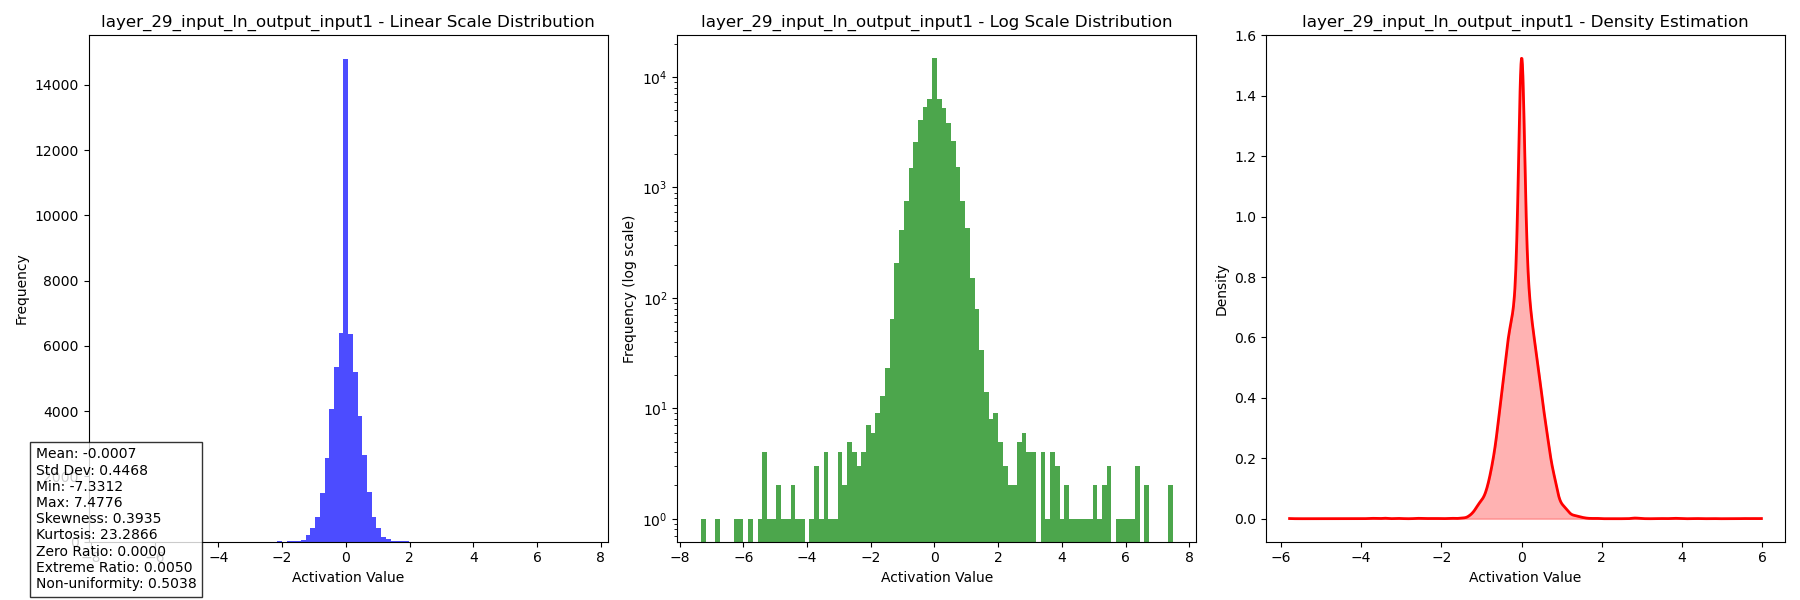 layer_29_input_ln_output_input1 - Linear Scale Distribution
Frequency
14000
12000
10000
8000
6000
4000
2000
0
−8 −6 −4 −2 0 2 4 6 8
Activation Value
Mean: -0.0007
Std Dev: 0.4468
Min: -7.3312
Max: 7.4776
Skewness: 0.3935
Kurtosis: 23.2866
Zero Ratio: 0.0000
Extreme Ratio: 0.0050
Non-uniformity: 0.5038
layer_29_input_ln_output_input1 - Log Scale Distribution
Frequency (log scale)
10⁴
10³
10²
10¹
10⁰
−8 −6 −4 −2 0 2 4 6 8
Activation Value
layer_29_input_ln_output_input1 - Density Estimation
Density
1.6
1.4
1.2
1.0
0.8
0.6
0.4
0.2
0.0
−6 −4 −2 0 2 4 6
Activation Value